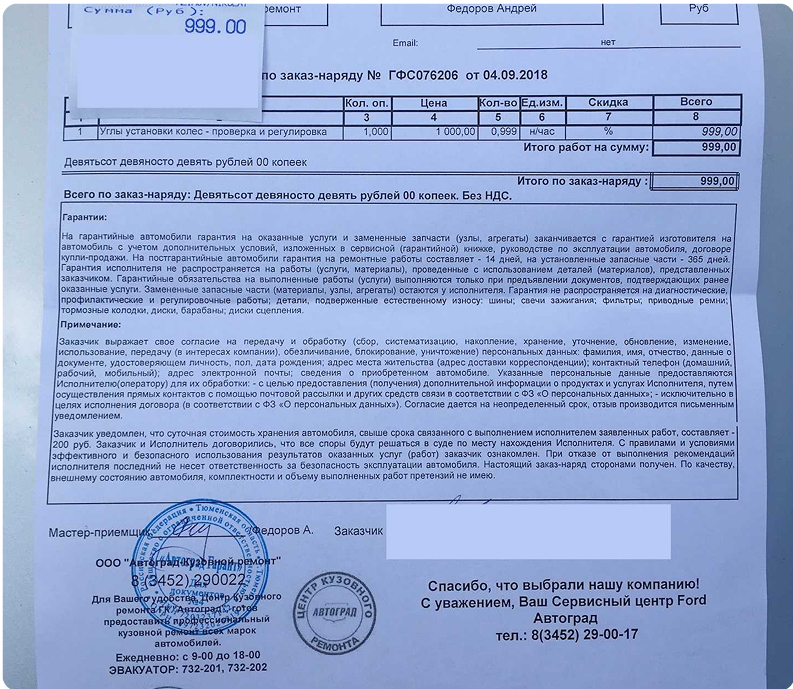 Сумма (Руб):
999.00
ремонт
Федоров Андрей
Руб
Email:
нет
по заказ-наряду № ГФС076206 от 04.09.2018
Кол. оп. Цена Кол-во Ед.изм. Скидка Всего
3 4 5 6 7 8
1 Углы установки колес - проверка и регулировка 1,000 1 000,00 0,999 н/час % 999,00
Итого работ на сумму: 999,00
Девятьсот девяносто девять рублей 00 копеек
Итого по заказ-наряду : 999,00
Всего по заказ-наряду: Девятьсот девяносто девять рублей 00 копеек. Без НДС.
Гарантии:
На гарантийные автомобили гарантия на оказанные услуги и замененные запчасти (узлы, агрегаты) заканчивается с гарантией изготовителя на
автомобиль с учетом дополнительных условий, изложенных в сервисной (гарантийной) книжке, руководстве по эксплуатации автомобиля, договоре
купли-продажи. На постгарантийные автомобили гарантия на ремонтные работы составляет - 14 дней, на установленные запасные части - 365 дней.
Гарантия исполнителя не распространяется на работы (услуги, материалы), проведенные с использованием деталей (материалов), представленных
заказчиком. Гарантийные обязательства на выполненные работы (услуги) выполняются только при предъявлении документов, подтверждающих ранее
оказанные услуги. Замененные запасные части (материалы, узлы, агрегаты) остаются у исполнителя. Гарантия не распространяется на диагностические,
профилактические и регулировочные работы; детали, подверженные естественному износу: шины; свечи зажигания; фильтры; приводные ремни;
тормозные колодки, диски, барабаны; диски сцепления.
Примечание:
Заказчик выражает свое согласие на передачу и обработку (сбор, систематизацию, накопление, хранение, уточнение, обновление, изменение,
использование, передачу (в интересах компании), обезличивание, блокирование, уничтожение) персональных данных: фамилия, имя, отчество, данные о
документе, удостоверяющем личность, пол, дата рождения; адрес места жительства (адрес доставки корреспонденции); контактный телефон (домашний,
рабочий, мобильный); адрес электронной почты; сведения о приобретенном автомобиле. Указанные персональные данные предоставляются
Исполнителю(оператору) для их обработки: - с целью предоставления (получения) дополнительной информации о продуктах и услугах Исполнителя, путем
осуществления прямых контактов с помощью почтовой рассылки и других средств связи в соответствии с ФЗ «О персональных данных»; - исключительно в
целях исполнения договора (в соответствии с ФЗ «О персональных данных»). Согласие дается на неопределенный срок, отзыв производится письменным
уведомлением.
Заказчик уведомлен, что суточная стоимость хранения автомобиля, свыше срока связанного с выполнением исполнителем заявленных работ, составляет -
200 руб. Заказчик и Исполнитель договорились, что все споры будут решаться в суде по месту нахождения Исполнителя. С правилами и условиями
эффективного и безопасного использования результатов оказанных услуг (работ) заказчик ознакомлен. При отказе от выполнения рекомендаций
исполнителя последний не несет ответственность за безопасность эксплуатации автомобиля. Настоящий заказ-наряд сторонами получен. По качеству,
внешнему состоянию автомобиля, комплектности и объему выполненных работ претензий не имею.
Мастер-приемщик Федоров А. Заказчик
ООО "Автоград-Кузовной ремонт"
8 (3452) 290022
Для Вашего удобства, Центр кузовного
ремонта ГК "Автоград" готов
предоставить профессиональный
кузовной ремонт всех марок
автомобилей.
Ежедневно: с 9-00 до 18-00
ЭВАКУАТОР: 732-201, 732-202
Российская Федерация • Тюменская область
«Автоград Гарант»
Для
документов
ЦЕНТР КУЗОВНОГО
АВТОГРАД
РЕМОНТА
Спасибо, что выбрали нашу компанию!
С уважением, Ваш Сервисный центр Ford
Автоград
тел.: 8(3452) 29-00-17